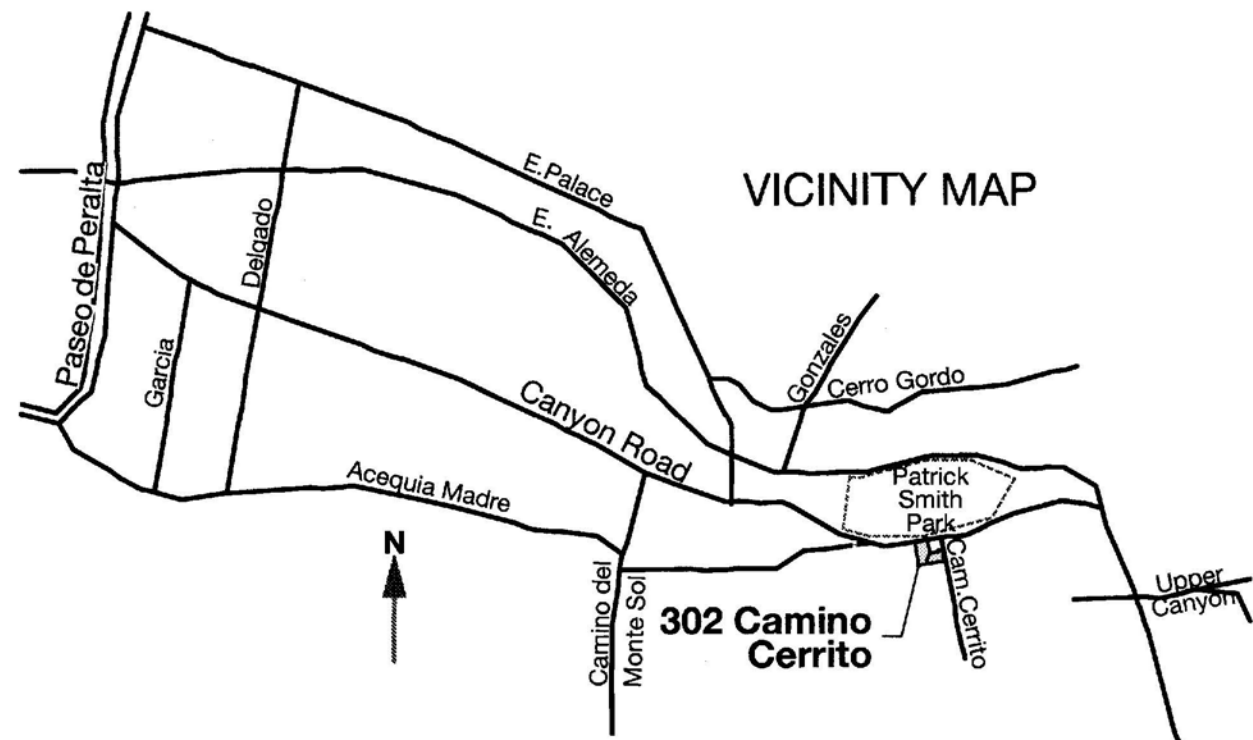 VICINITY MAP
E. Palace
E. Alemeda
Paseo de Peralta
Delgado
Garcia
Gonzales
Cerro Gordo
Canyon Road
Acequia Madre
Patrick
Smith
Park
N
Camino del
Monte Sol
302 Camino
Cerrito
Cam. Cerrito
Upper
Canyon